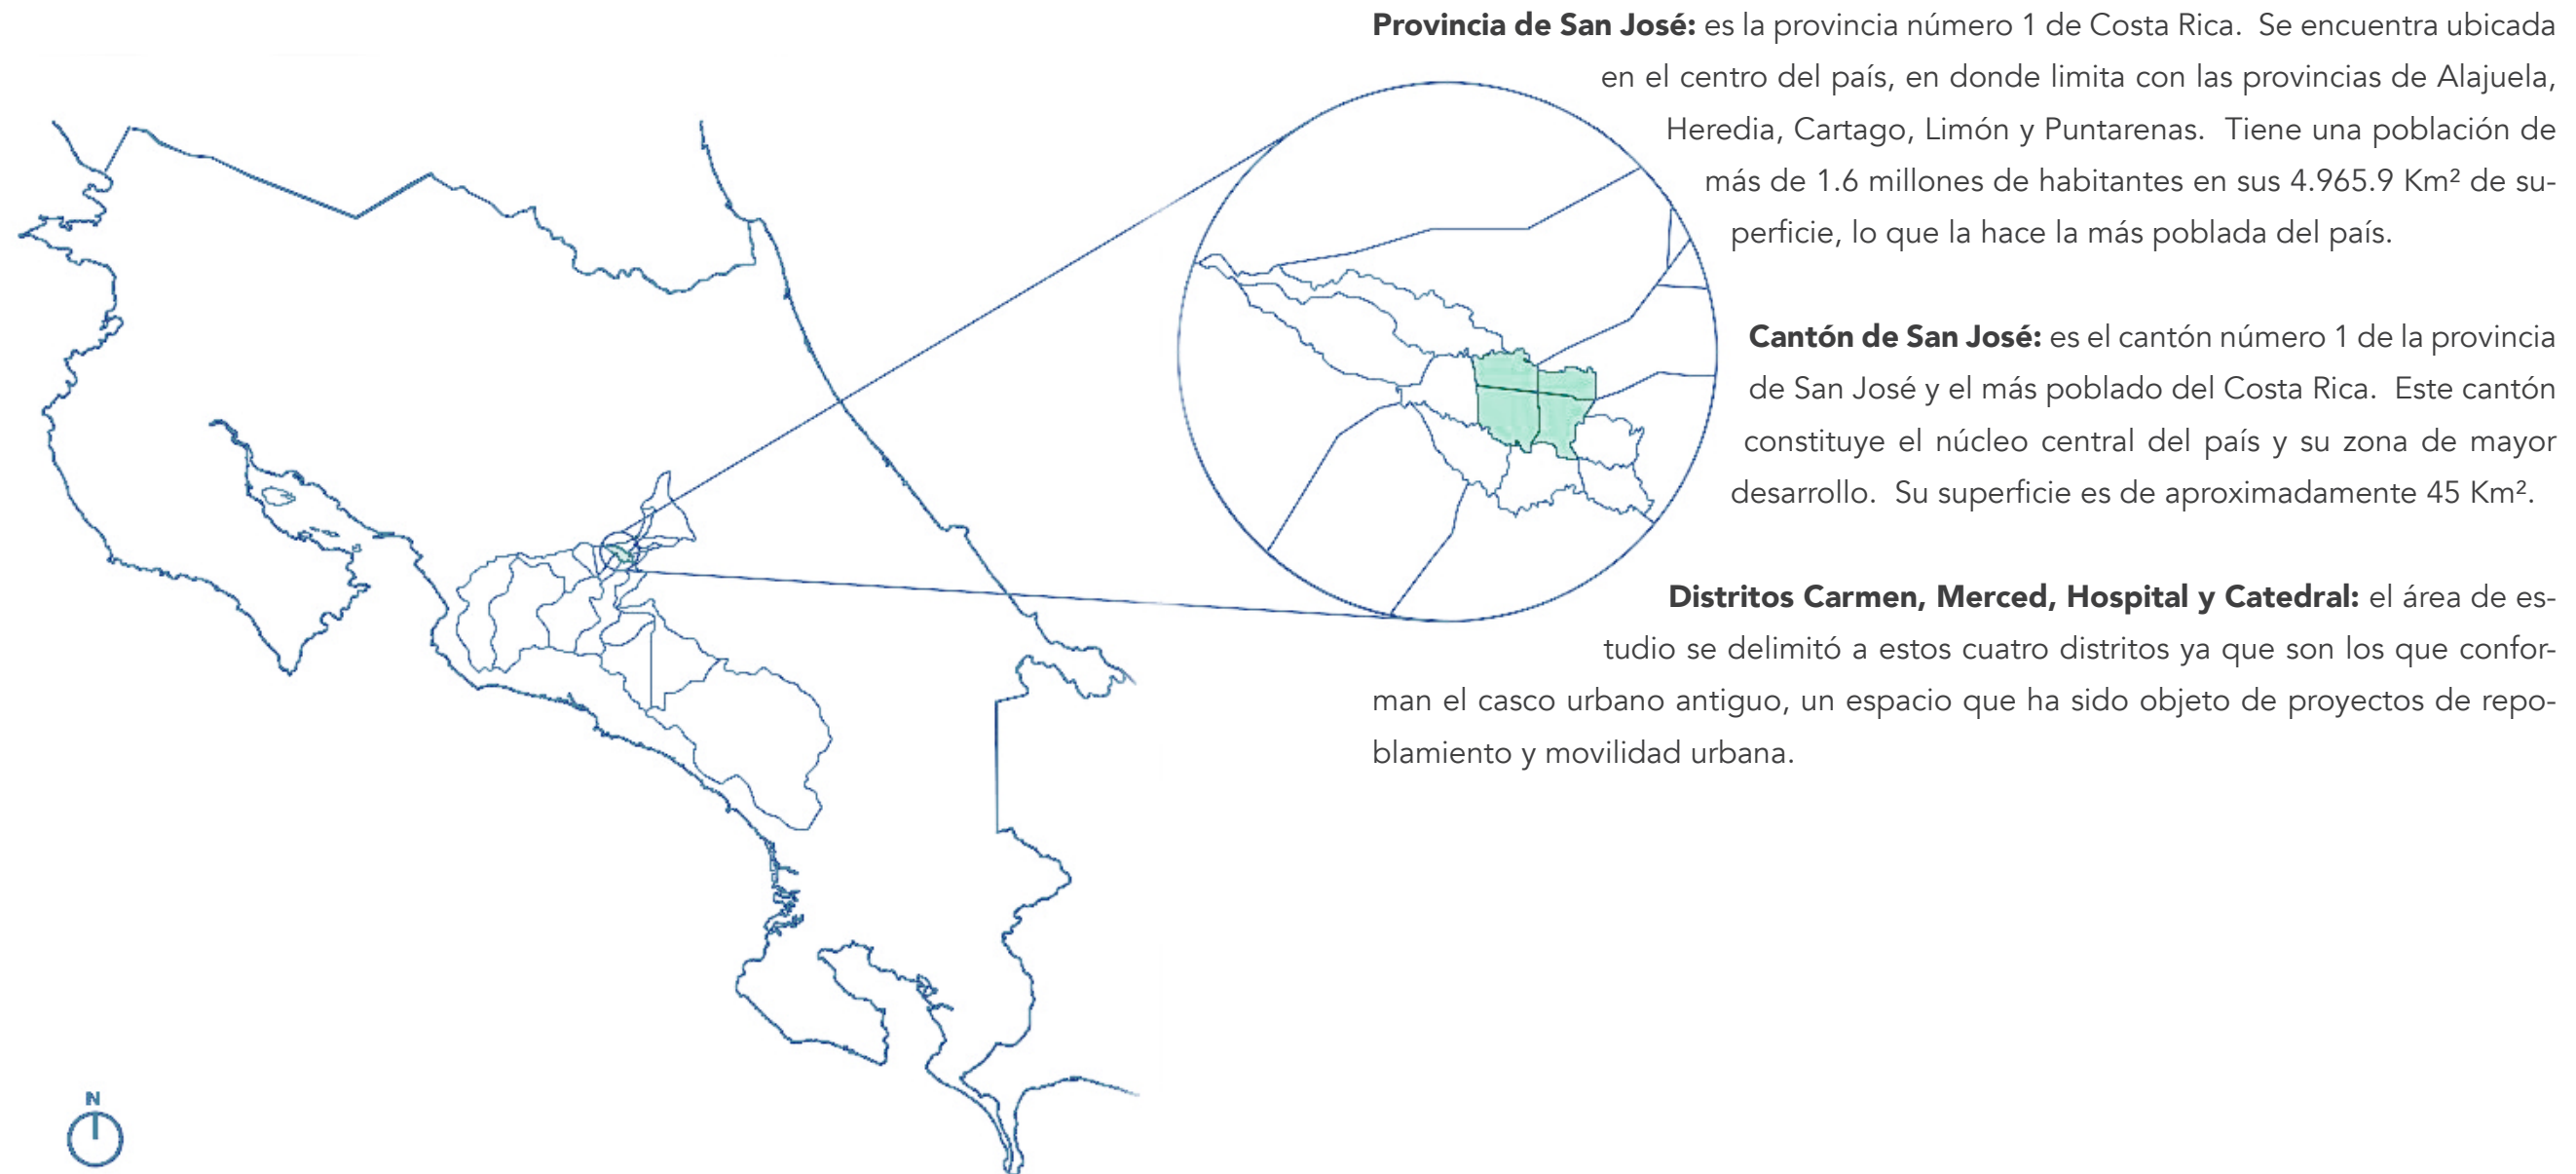 Provincia de San José: es la provincia número 1 de Costa Rica. Se encuentra ubicada
en el centro del país, en donde limita con las provincias de Alajuela,
Heredia, Cartago, Limón y Puntarenas. Tiene una población de
más de 1.6 millones de habitantes en sus 4.965.9 Km² de su-
perficie, lo que la hace la más poblada del país.
Cantón de San José: es el cantón número 1 de la provincia
de San José y el más poblado del Costa Rica. Este cantón
constituye el núcleo central del país y su zona de mayor
desarrollo. Su superficie es de aproximadamente 45 Km².
Distritos Carmen, Merced, Hospital y Catedral: el área de es-
tudio se delimitó a estos cuatro distritos ya que son los que confor-
man el casco urbano antiguo, un espacio que ha sido objeto de proyectos de repo-
blamiento y movilidad urbana.
N